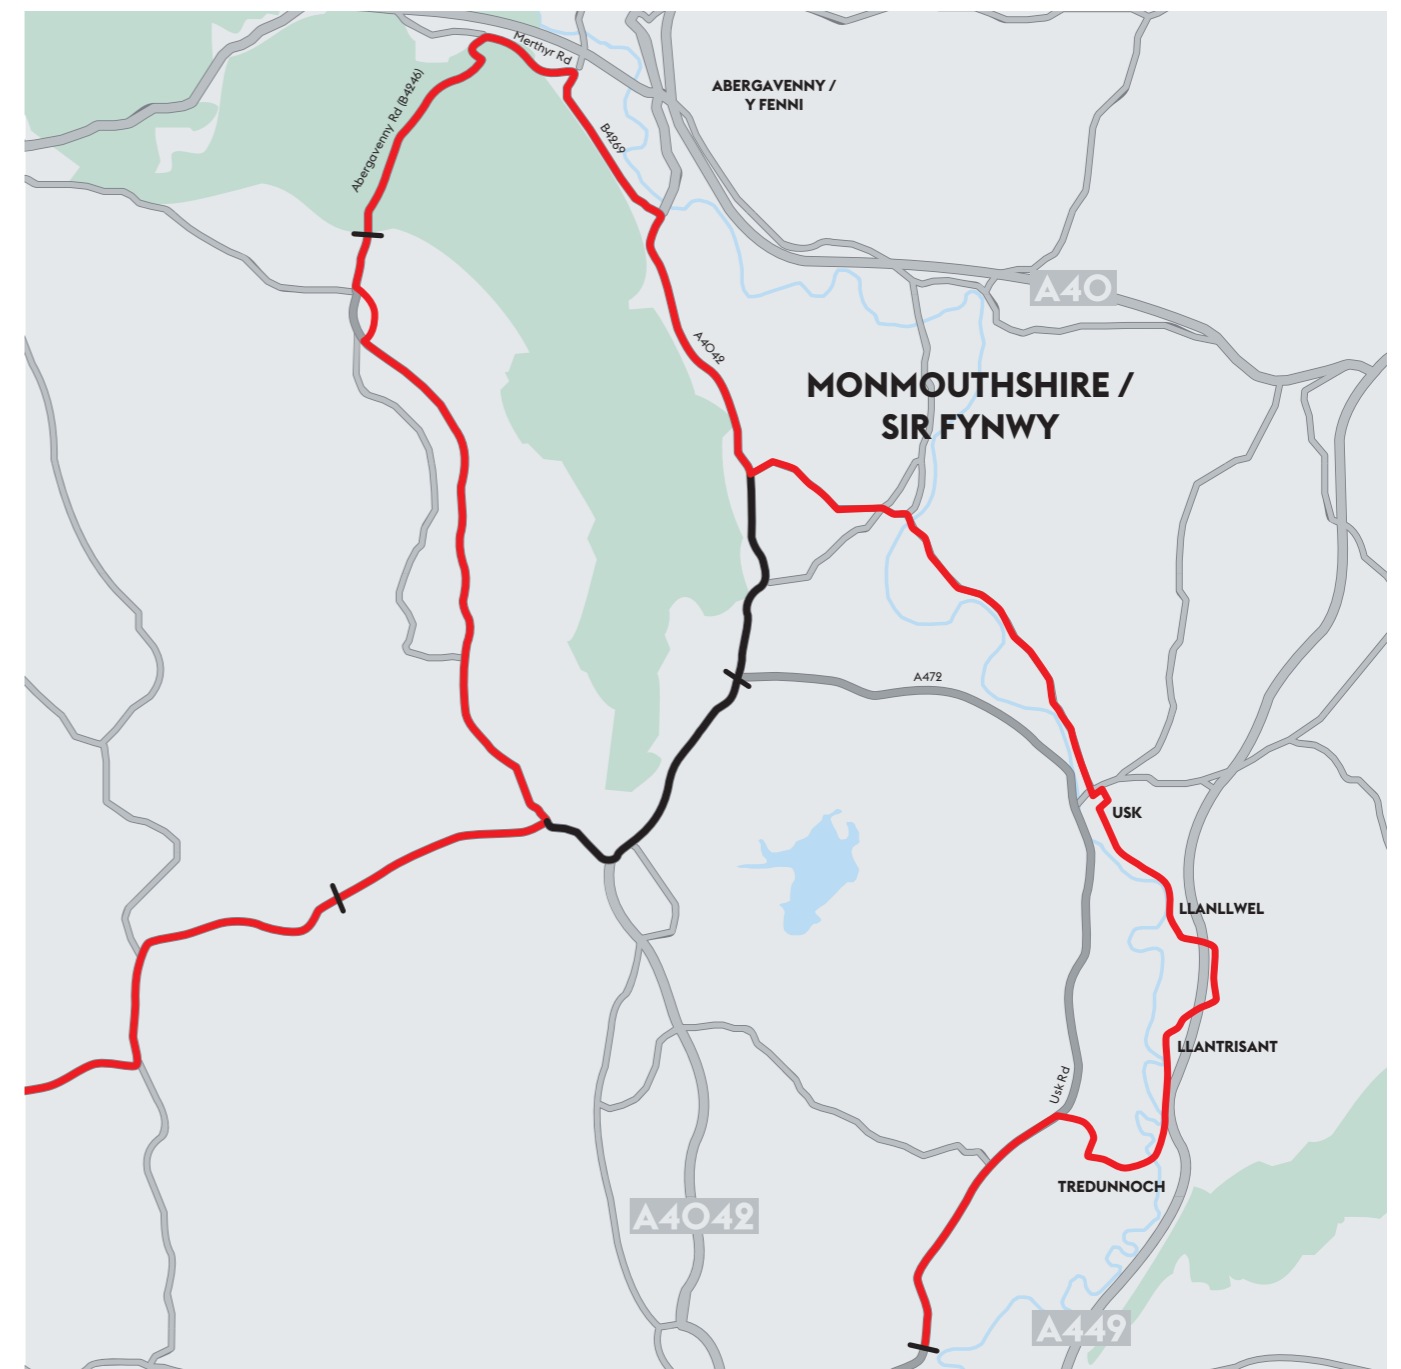 Merthyr Rd
Abergavenny Rd (B4246)
ABERGAVENNY /
Y FENNI
B4269
A40
A4042
MONMOUTHSHIRE /
SIR FYNWY
A472
USK
LLANLLWEL
LLANTRISANT
Usk Rd
TREDUNNOCH
A4042
A449